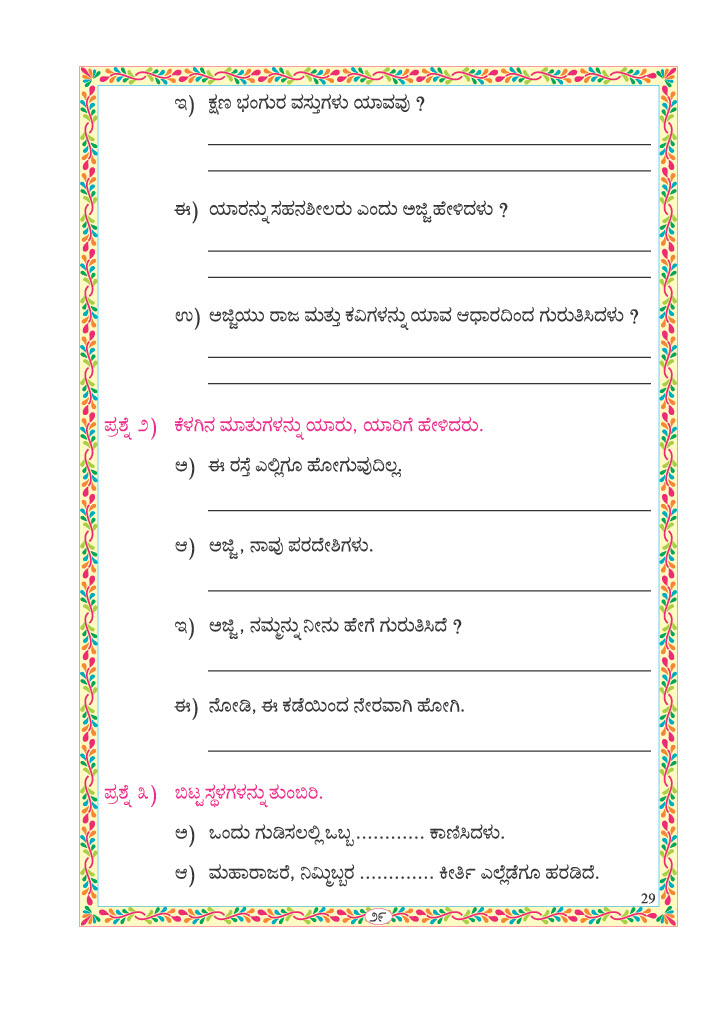 ಇ) ಕ್ಷಣ ಭಂಗುರ ವಸ್ತುಗಳು ಯಾವವು ?
ಈ) ಯಾರನ್ನು ಸಹನಶೀಲರು ಎಂದು ಅಜ್ಜಿ ಹೇಳಿದಳು ?
ಉ) ಅಜ್ಜಿಯು ರಾಜ ಮತ್ತು ಕವಿಗಳನ್ನು ಯಾವ ಆಧಾರದಿಂದ ಗುರುತಿಸಿದಳು ?
ಪ್ರಶ್ನೆ ೨) ಕೆಳಗಿನ ಮಾತುಗಳನ್ನು ಯಾರು, ಯಾರಿಗೆ ಹೇಳಿದರು.
ಅ) ಈ ರಸ್ತೆ ಎಲ್ಲಿಗೂ ಹೋಗುವುದಿಲ್ಲ.
ಆ) ಅಜ್ಜಿ, ನಾವು ಪರದೇಶಿಗಳು.
ಇ) ಅಜ್ಜಿ, ನಮ್ಮನ್ನು ನೀನು ಹೇಗೆ ಗುರುತಿಸಿದೆ ?
ಈ) ನೋಡಿ, ಈ ಕಡೆಯಿಂದ ನೇರವಾಗಿ ಹೋಗಿ.
ಪ್ರಶ್ನೆ ೩) ಬಿಟ್ಟ ಸ್ಥಳಗಳನ್ನು ತುಂಬಿರಿ.
ಅ) ಒಂದು ಗುಡಿಸಲಲ್ಲಿ ಒಬ್ಬ ............ ಕಾಣಿಸಿದಳು.
ಆ) ಮಹಾರಾಜರೆ, ನಿಮ್ಮಿಬ್ಬರ ............. ಕೀರ್ತಿ ಎಲ್ಲೆಡೆಗೂ ಹರಡಿದೆ.
29
೨೯